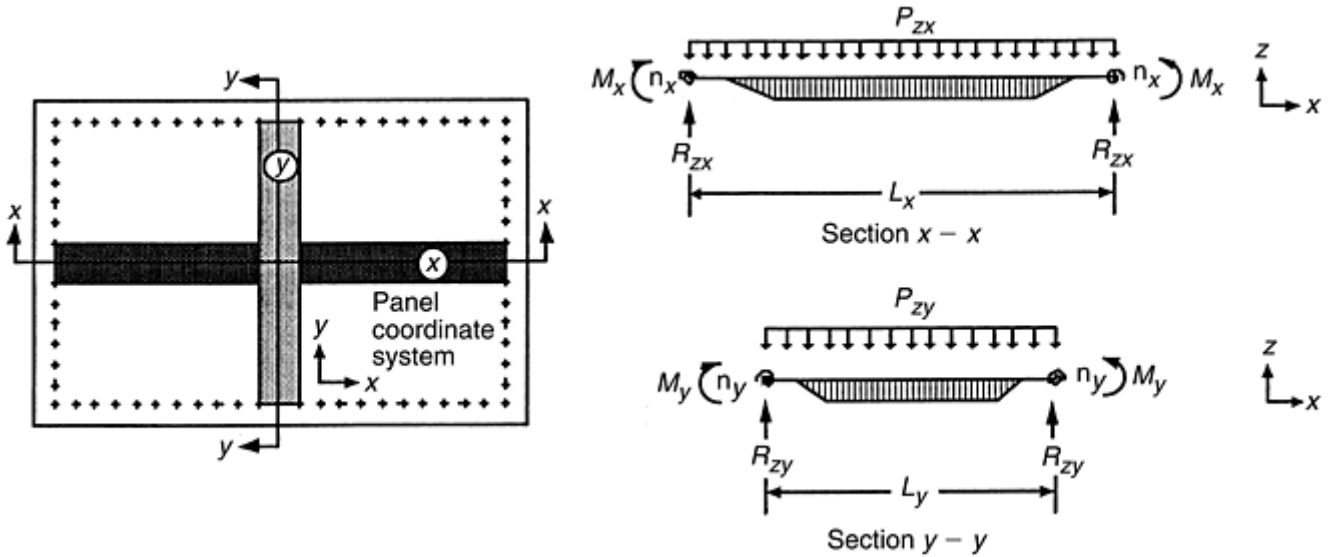 y
y
x
x
x
Panel
coordinate
system
y
x
y
P_zx
M_x n_x
n_x M_x
R_zx
R_zx
L_x
Section x – x
z
x
P_zy
M_y n_y
n_y M_y
R_zy
R_zy
L_y
Section y – y
z
x